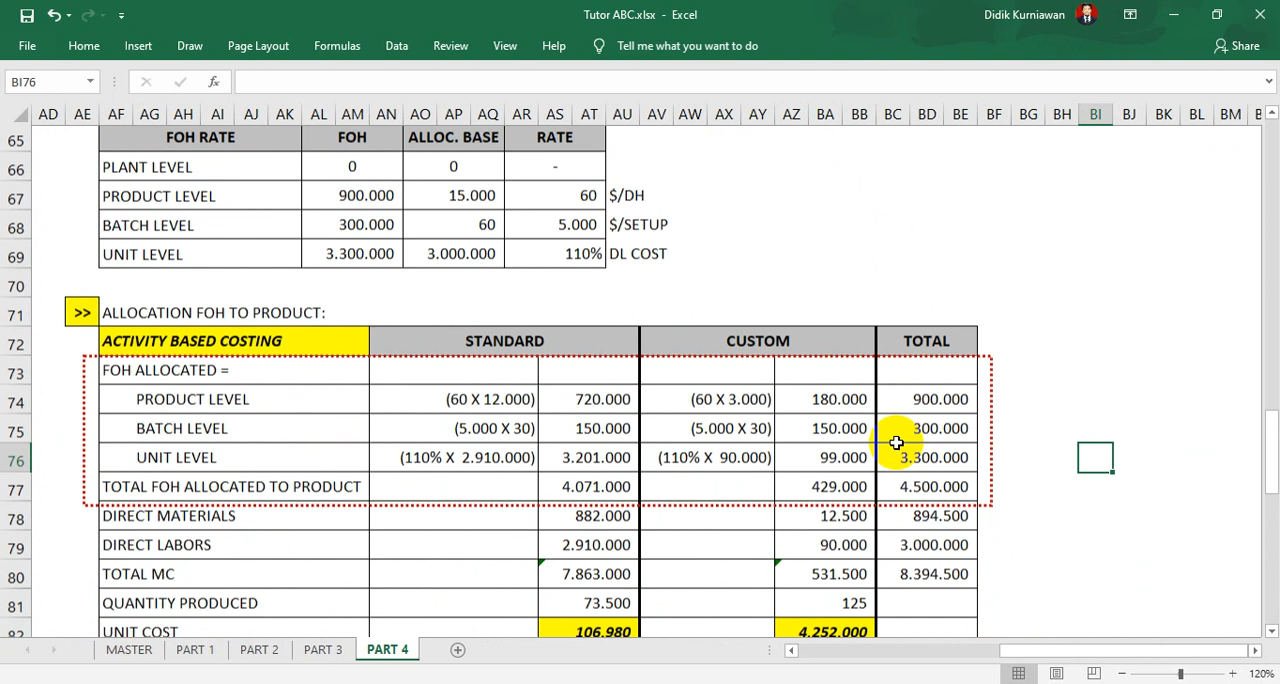 Tutor ABC.xlsx - Excel
Didik Kurniawan
File Home Insert Draw Page Layout Formulas Data Review View Help Tell me what you want to do Share
BI76 fx
AD AE AF AG AH AI AJ AK AL AM AN AO AP AQ AR AS AT AU AV AW AX AY AZ BA BB BC BD BE BF BG BH BI BJ BK BL BM
65 FOH RATE FOH ALLOC. BASE RATE
66 PLANT LEVEL 0 0 -
67 PRODUCT LEVEL 900.000 15.000 60 $/DH
68 BATCH LEVEL 300.000 60 5.000 $/SETUP
69 UNIT LEVEL 3.300.000 3.000.000 110% DL COST
70
71 >> ALLOCATION FOH TO PRODUCT:
72 ACTIVITY BASED COSTING STANDARD CUSTOM TOTAL
73 FOH ALLOCATED =
74 PRODUCT LEVEL (60 X 12.000) 720.000 (60 X 3.000) 180.000 900.000
75 BATCH LEVEL (5.000 X 30) 150.000 (5.000 X 30) 150.000 300.000
76 UNIT LEVEL (110% X 2.910.000) 3.201.000 (110% X 90.000) 99.000 3.300.000
77 TOTAL FOH ALLOCATED TO PRODUCT 4.071.000 429.000 4.500.000
78 DIRECT MATERIALS 882.000 12.500 894.500
79 DIRECT LABORS 2.910.000 90.000 3.000.000
80 TOTAL MC 7.863.000 531.500 8.394.500
81 QUANTITY PRODUCED 73.500 125
82 UNIT COST 106,980 4.252,000
MASTER PART 1 PART 2 PART 3 PART 4
120%